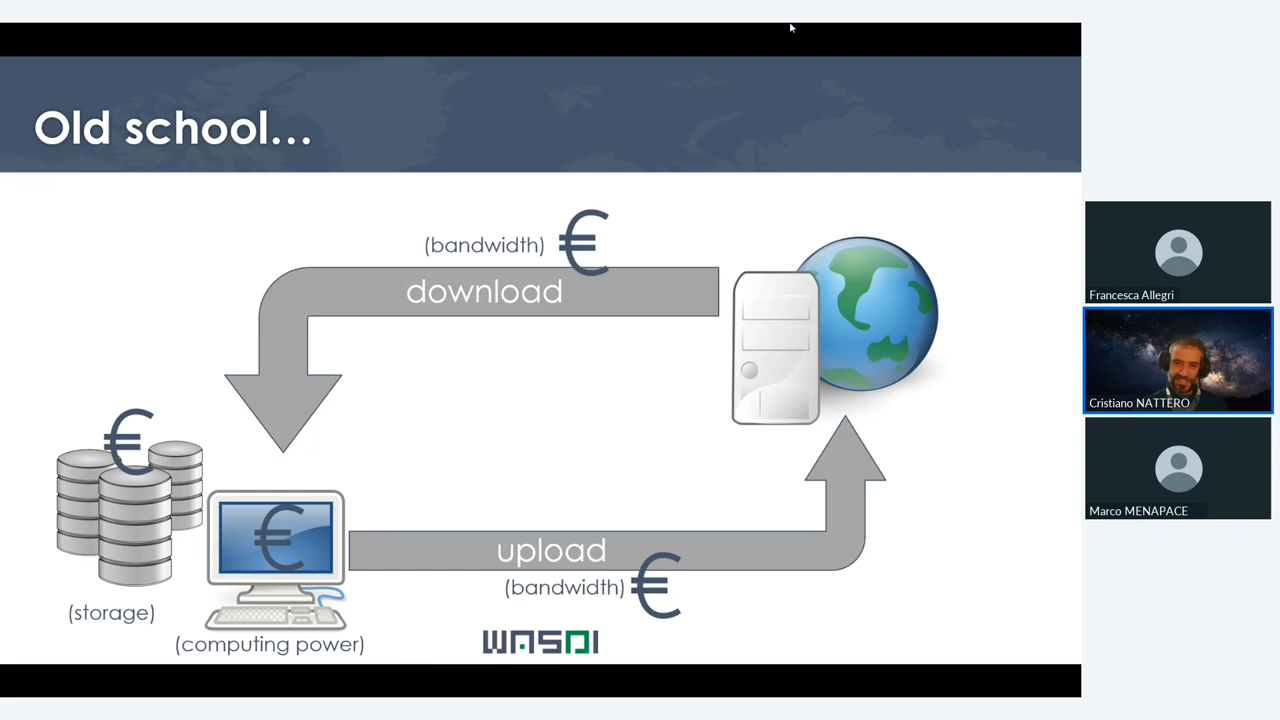 Old school...
(bandwidth) €
download
€
€
upload
(bandwidth) €
(storage)
(computing power)
WASDI
Francesca Allegri
Cristiano NATTERO
Marco MENAPACE